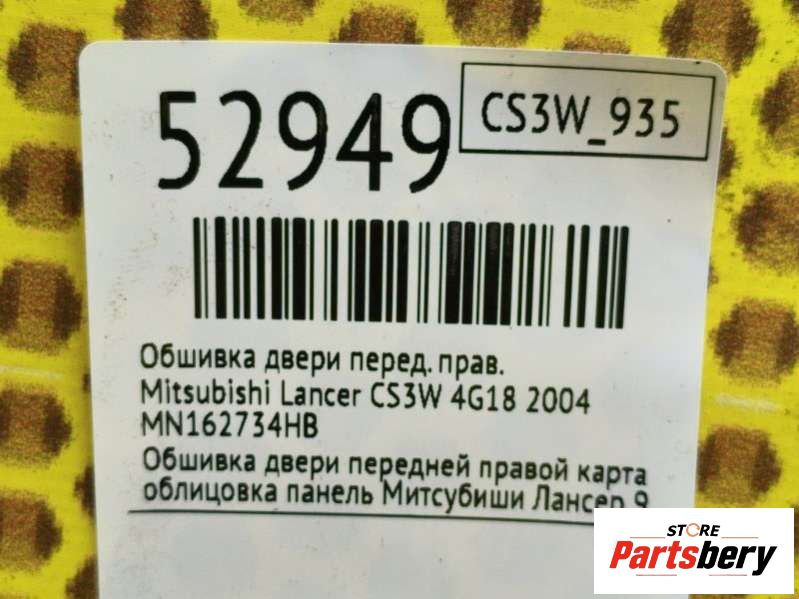 52949
CS3W_935
Обшивка двери перед. прав.
Mitsubishi Lancer CS3W 4G18 2004
MN162734HB
Обшивка двери передней правой карта
облицовка панель Митсубиши Лансер 9
STORE
Partsbery